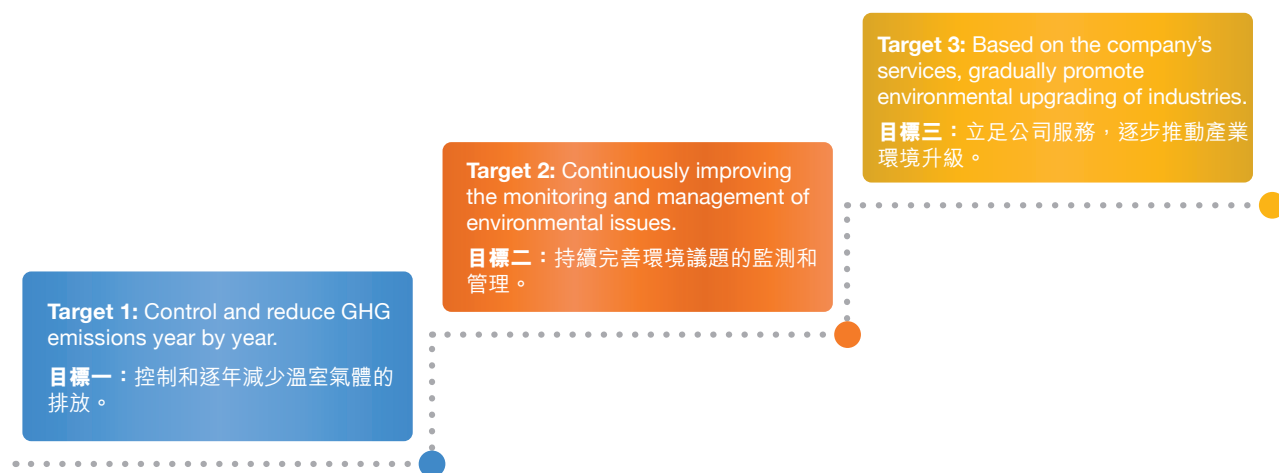 Target 1: Control and reduce GHG
emissions year by year.
目標一：控制和逐年減少溫室氣體的
排放。
Target 2: Continuously improving
the monitoring and management of
environmental issues.
目標二：持續完善環境議題的監測和
管理。
Target 3: Based on the company’s
services, gradually promote
environmental upgrading of industries.
目標三：立足公司服務，逐步推動產業
環境升級。